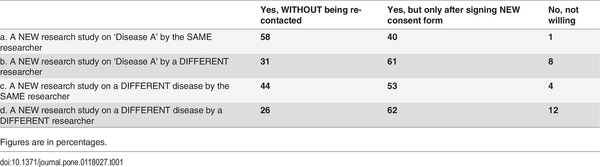 Yes, WITHOUT being re-contacted Yes, but only after signing NEW consent form No, not willing
a. A NEW research study on ‘Disease A’ by the SAME researcher 58 40 1
b. A NEW research study on ‘Disease A’ by a DIFFERENT researcher 31 61 8
c. A NEW research study on a DIFFERENT disease by the SAME researcher 44 53 4
d. A NEW research study on a DIFFERENT disease by a DIFFERENT researcher 26 62 12
Figures are in percentages.
doi:10.1371/journal.pone.0118027.t001